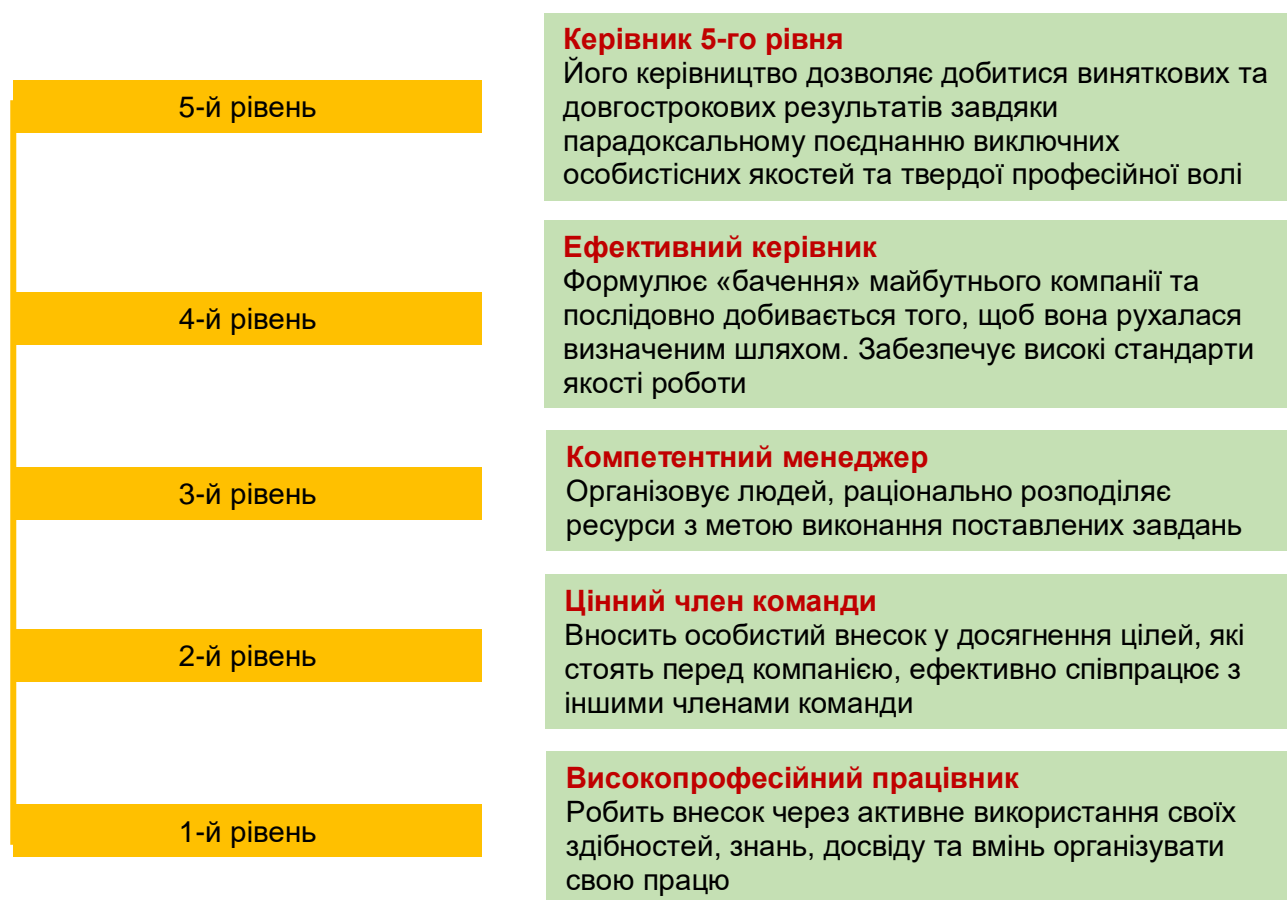 5-й рівень
Керівник 5-го рівня
Його керівництво дозволяє добитися виняткових та
довгострокових результатів завдяки
парадоксальному поєднанню виключних
особистісних якостей та твердої професійної волі
4-й рівень
Ефективний керівник
Формулює «бачення» майбутнього компанії та
послідовно добивається того, щоб вона рухалася
визначеним шляхом. Забезпечує високі стандарти
якості роботи
3-й рівень
Компетентний менеджер
Організовує людей, раціонально розподіляє
ресурси з метою виконання поставлених завдань
2-й рівень
Цінний член команди
Вносить особистий внесок у досягнення цілей, які
стоять перед компанією, ефективно співпрацює з
іншими членами команди
1-й рівень
Високопрофесійний працівник
Робить внесок через активне використання своїх
здібностей, знань, досвіду та вмінь організувати
свою працю